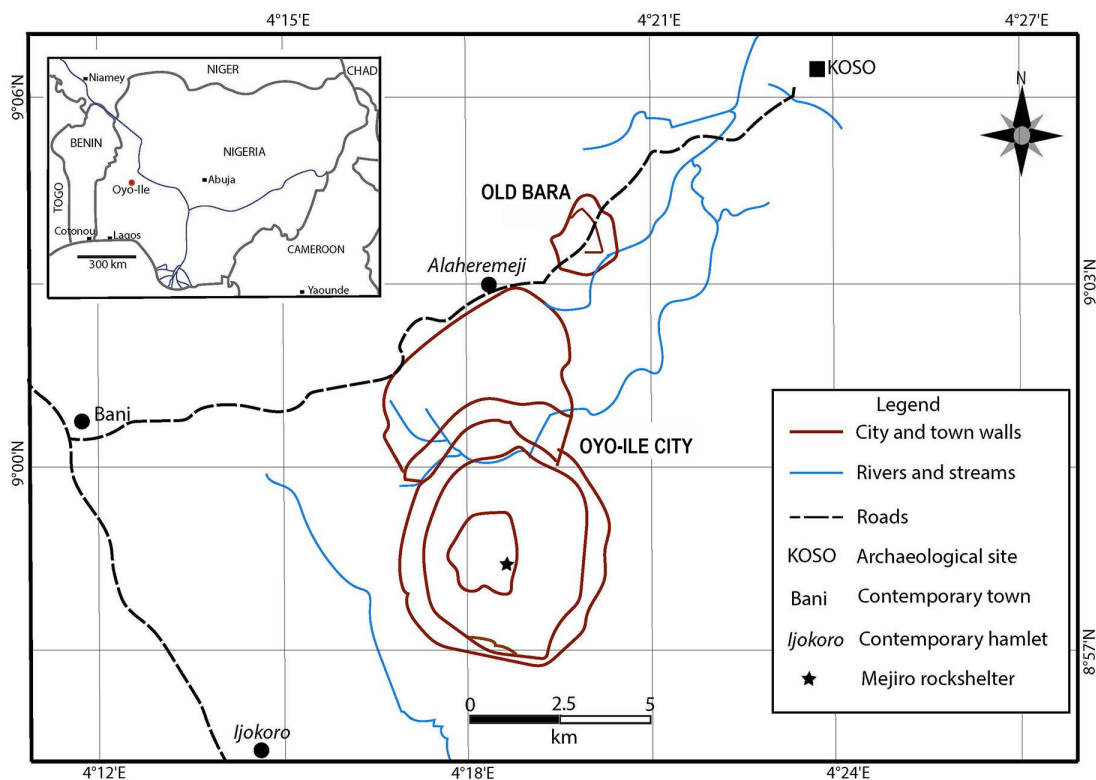 4°15'E
4°21'E
4°27'E
Niamey
NIGER
CHAD
BENIN
NIGERIA
TOGO
Oyo-Ile
Abuja
Cotonou
Lagos
300 km
CAMEROON
Yaounde
KOSO
N
9°06'N
OLD BARA
Alaheremeji
9°03'N
Bani
OYO-ILE CITY
9°00'N
Legend
City and town walls
Rivers and streams
Roads
KOSO Archaeological site
Bani Contemporary town
Ijokoro Contemporary hamlet
Mejiro rockshelter
8°57'N
0 2.5 5
km
Ijokoro
4°12'E
4°18'E
4°24'E